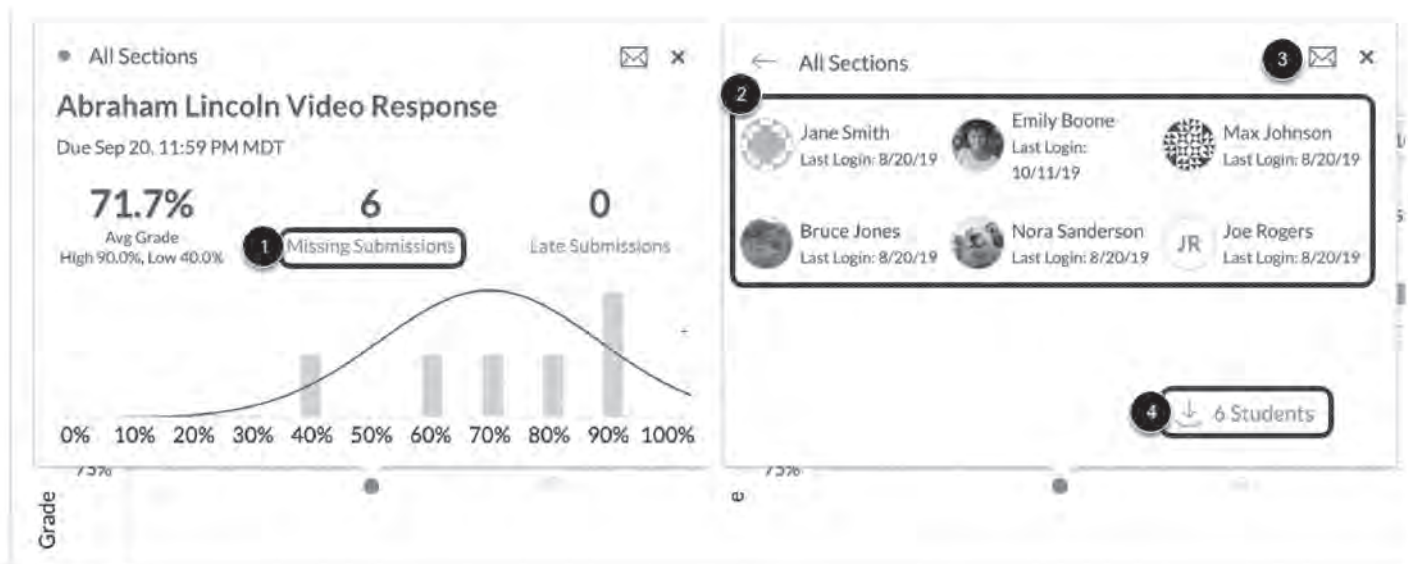 All Sections
Abraham Lincoln Video Response
Due Sep 20, 11:59 PM MDT
71.7%
Avg Grade
High 90.0%, Low 40.0%
6
1 Missing Submissions
0
Late Submissions
0% 10% 20% 30% 40% 50% 60% 70% 80% 90% 100%
75%
Grade
← All Sections
3
2
Jane Smith
Last Login: 8/20/19
Emily Boone
Last Login:
10/11/19
Max Johnson
Last Login: 8/20/19
Bruce Jones
Last Login: 8/20/19
Nora Sanderson
Last Login: 8/20/19
JR
Joe Rogers
Last Login: 8/20/19
4 6 Students
75%
e